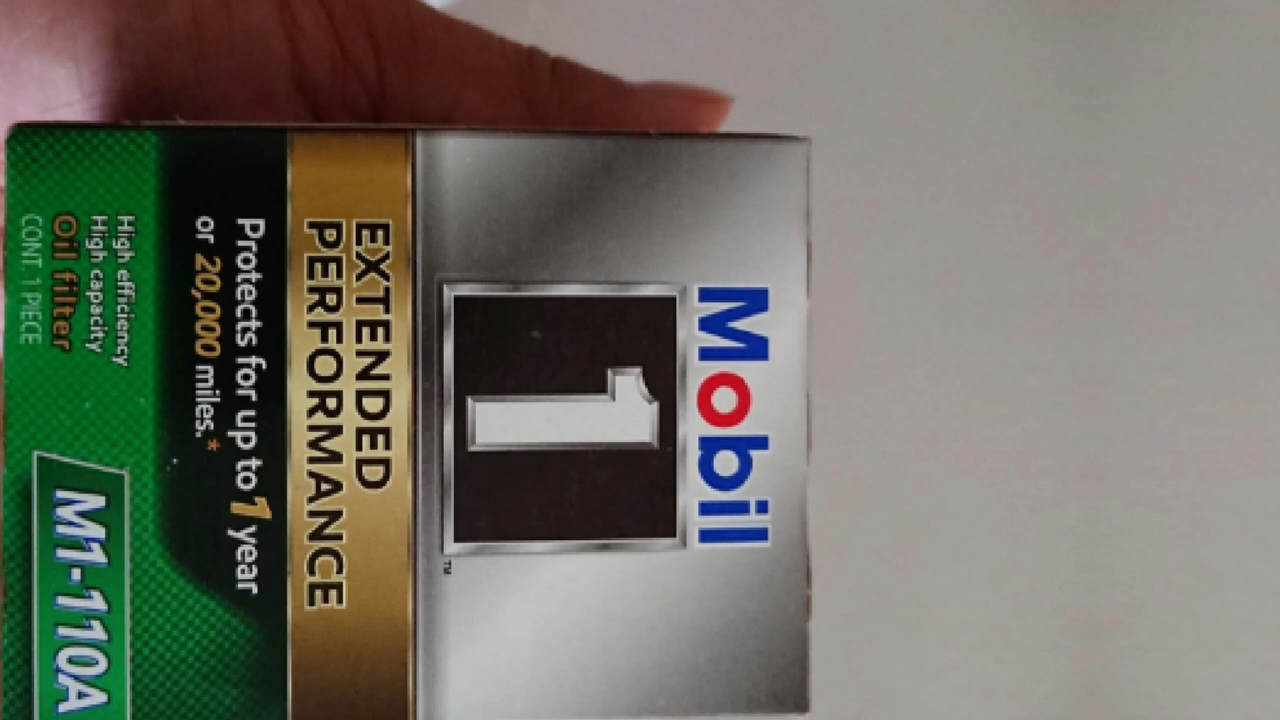 Mobil
1
TM
EXTENDED
PERFORMANCE
Protects for up to 1 year
or 20,000 miles.*
High efficiency
High capacity
Oil filter
CONT. 1 PIECE
M1-110A